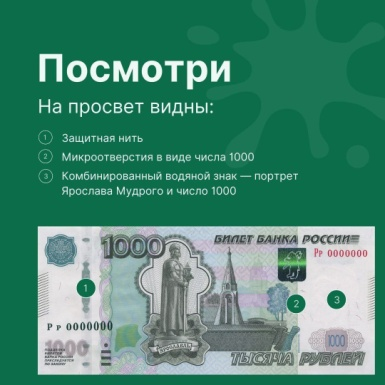 Посмотри
На просвет видны:
1 Защитная нить
2 Микроотверстия в виде числа 1000
3 Комбинированный водяной знак — портрет
Ярослава Мудрого и число 1000
1000
БИЛЕТ БАНКА РОССИИ
Рр 0000000
1
2
3
Рр 0000000
ЯРОСЛАВЛЬ
1000
1000
ТЫСЯЧА РУБЛЕЙ